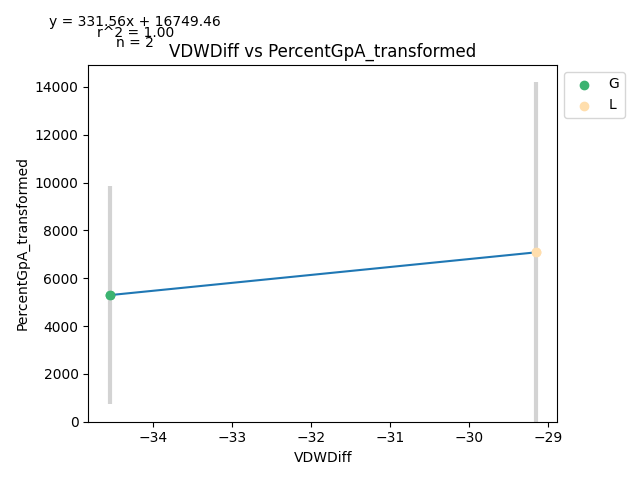 y = 331.56x + 16749.46
r^2 = 1.00
n = 2
VDWDiff vs PercentGpA_transformed
G
L
14000
12000
10000
8000
6000
4000
2000
0
PercentGpA_transformed
−34
−33
−32
−31
−30
−29
VDWDiff